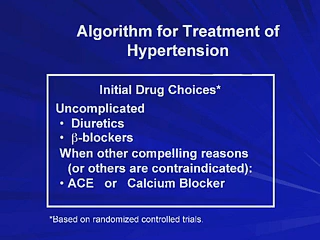 Algorithm for Treatment of
Hypertension
Initial Drug Choices*
Uncomplicated
• Diuretics
• β-blockers
When other compelling reasons
(or others are contraindicated);
• ACE or Calcium Blocker
*Based on randomized controlled trials.